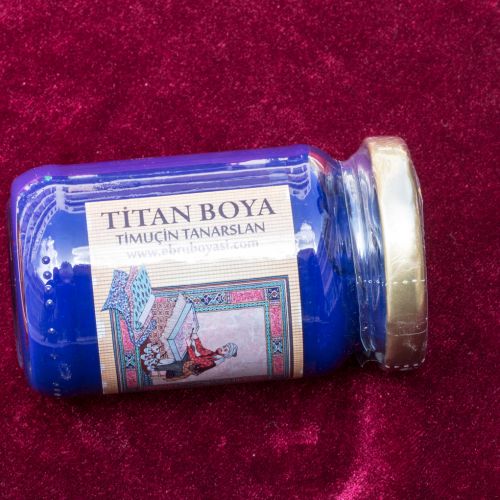 TİTAN BOYA
TİMUÇİN TANARSLAN
www.ebruboyasi.com